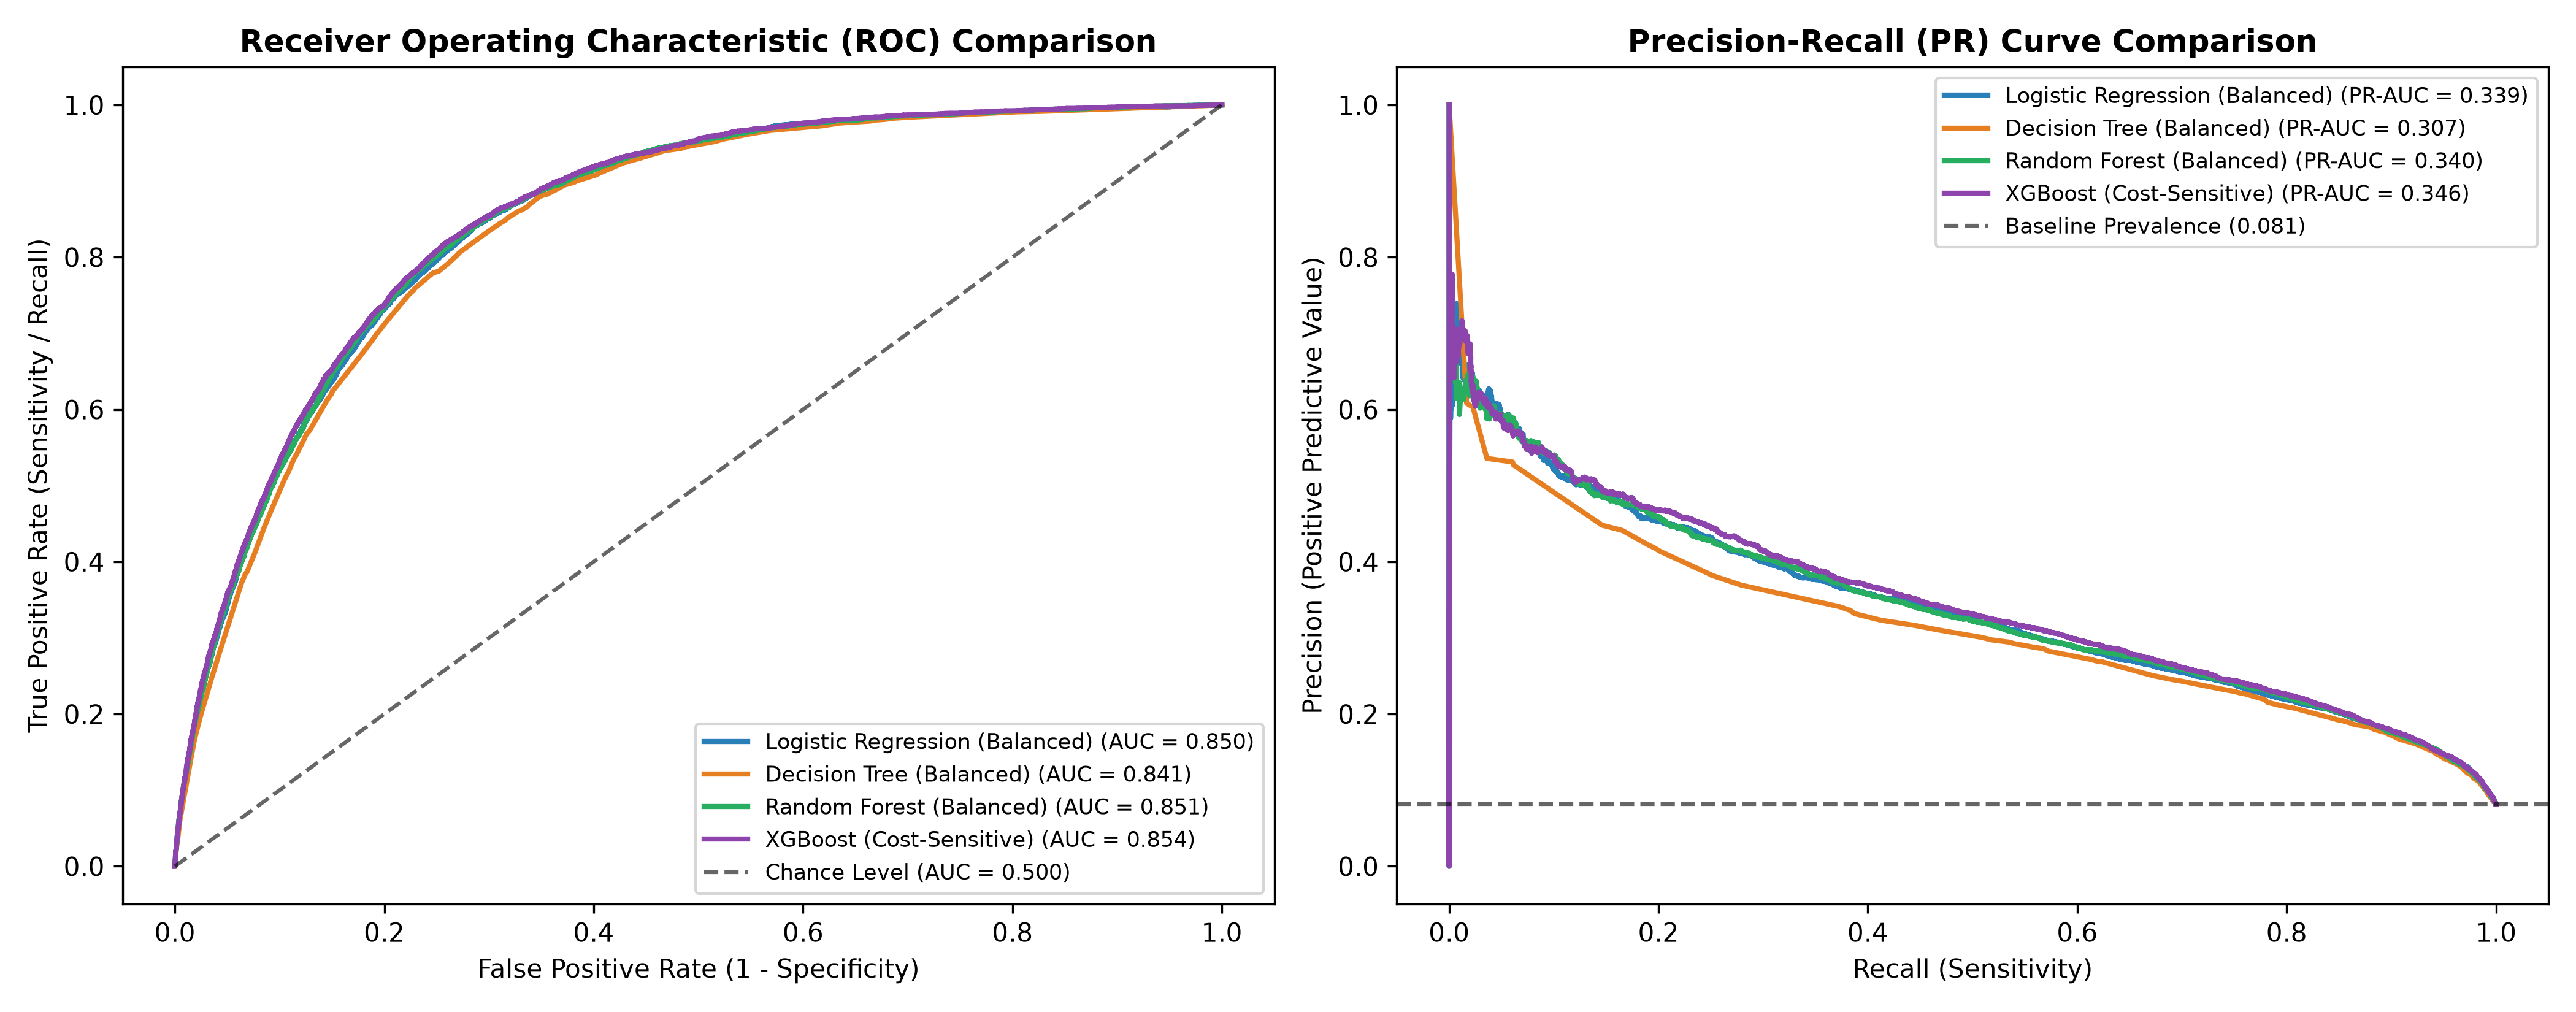 Receiver Operating Characteristic (ROC) Comparison
True Positive Rate (Sensitivity / Recall)
1.0
0.8
0.6
0.4
0.2
0.0
Logistic Regression (Balanced) (AUC = 0.850)
Decision Tree (Balanced) (AUC = 0.841)
Random Forest (Balanced) (AUC = 0.851)
XGBoost (Cost-Sensitive) (AUC = 0.854)
Chance Level (AUC = 0.500)
0.0 0.2 0.4 0.6 0.8 1.0
False Positive Rate (1 - Specificity)
Precision-Recall (PR) Curve Comparison
Precision (Positive Predictive Value)
1.0
0.8
0.6
0.4
0.2
0.0
Logistic Regression (Balanced) (PR-AUC = 0.339)
Decision Tree (Balanced) (PR-AUC = 0.307)
Random Forest (Balanced) (PR-AUC = 0.340)
XGBoost (Cost-Sensitive) (PR-AUC = 0.346)
Baseline Prevalence (0.081)
0.0 0.2 0.4 0.6 0.8 1.0
Recall (Sensitivity)